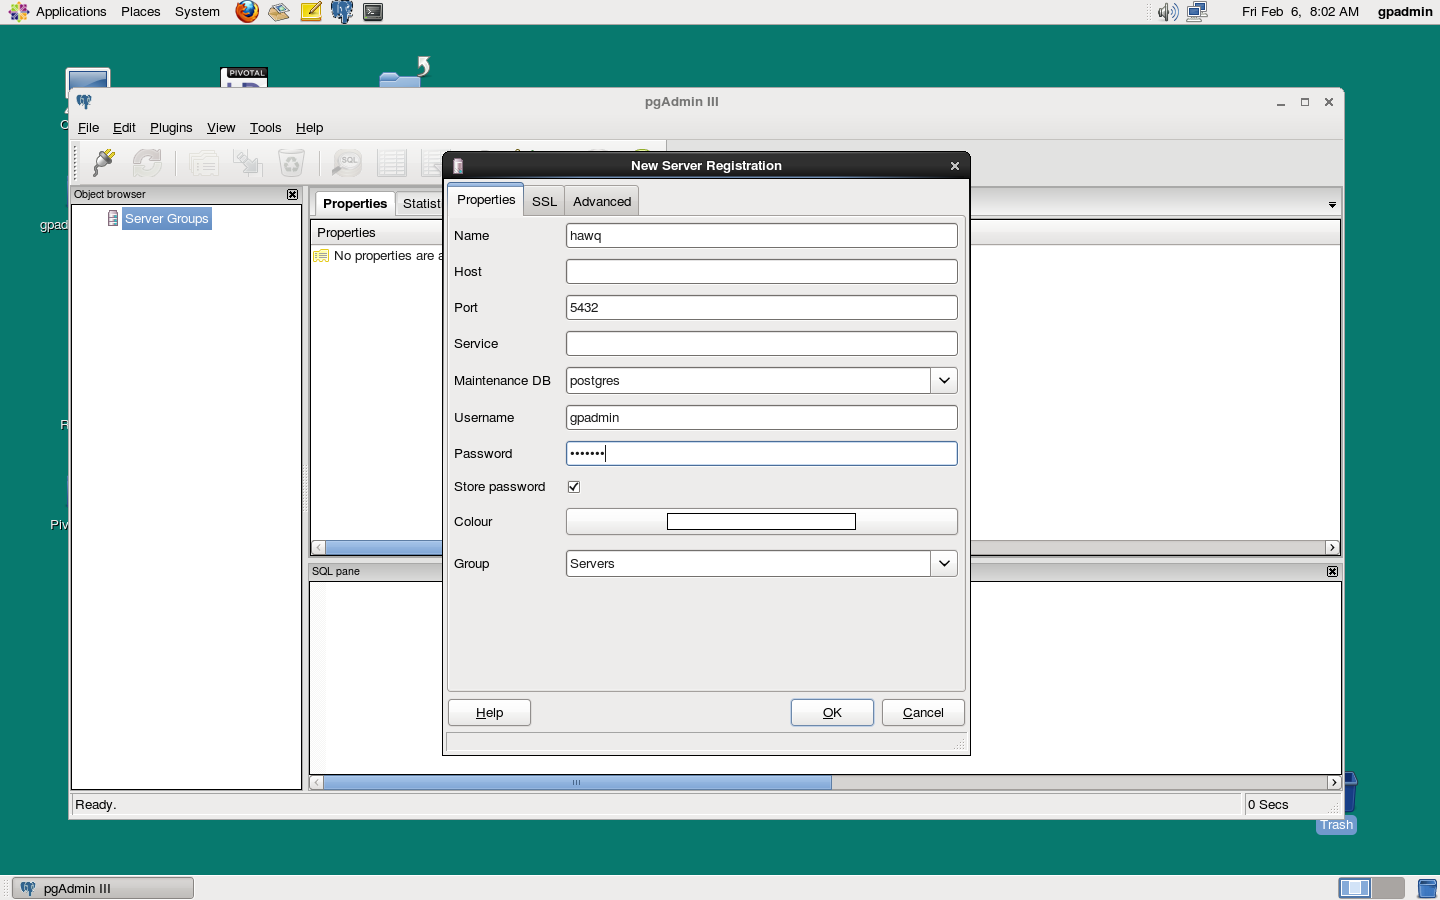 Applications Places System
Fri Feb 6, 8:02 AM gpadmin
PIVOTAL
pgAdmin III
File Edit Plugins View Tools Help
SQL
New Server Registration
Object browser
Server Groups
Properties Statist
Properties
No properties are a
Properties SSL Advanced
Name hawq
Host
Port 5432
Service
Maintenance DB postgres
Username gpadmin
Password •••••••
Store password
Colour
Group Servers
Help OK Cancel
SQL pane
gpad
R
Piv
Ready.
0 Secs
Trash
pgAdmin III